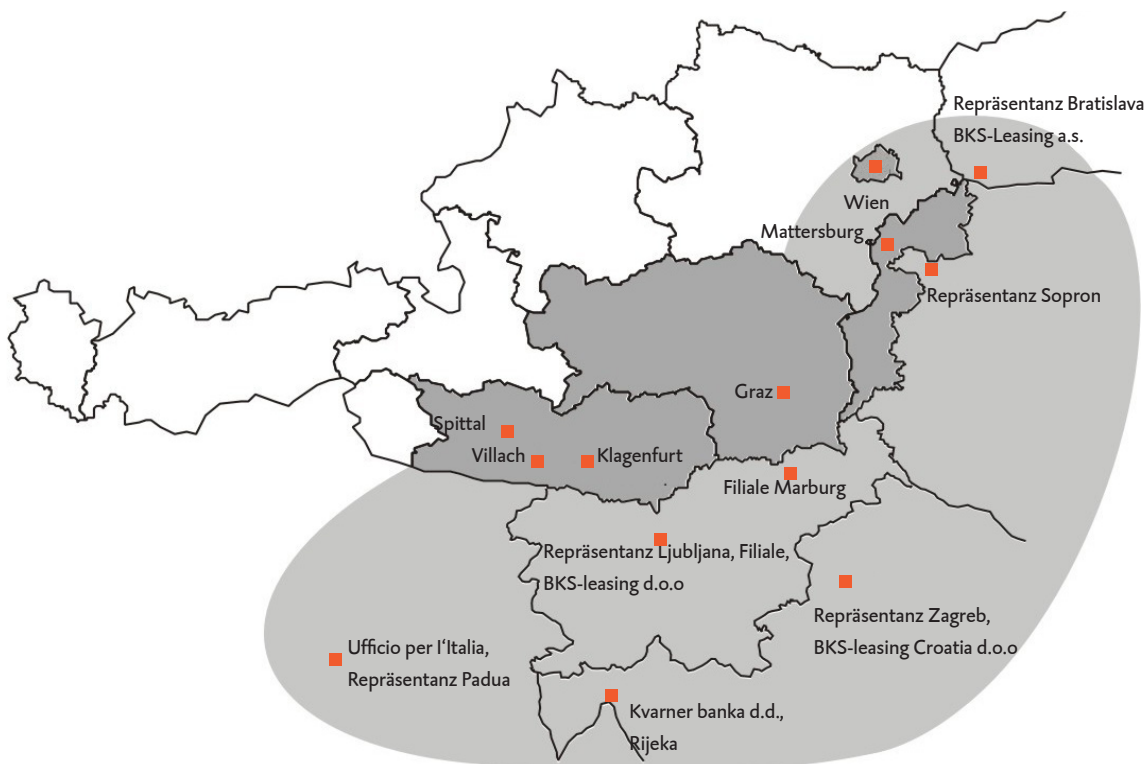 Repräsentanz Bratislava
BKS-Leasing a.s.
Wien
Mattersburg
Repräsentanz Sopron
Graz
Spittal
Villach
Klagenfurt
Filiale Marburg
Repräsentanz Ljubljana, Filiale,
BKS-leasing d.o.o
Repräsentanz Zagreb,
BKS-leasing Croatia d.o.o
Ufficio per I'Italia,
Repräsentanz Padua
Kvarner banka d.d.,
Rijeka